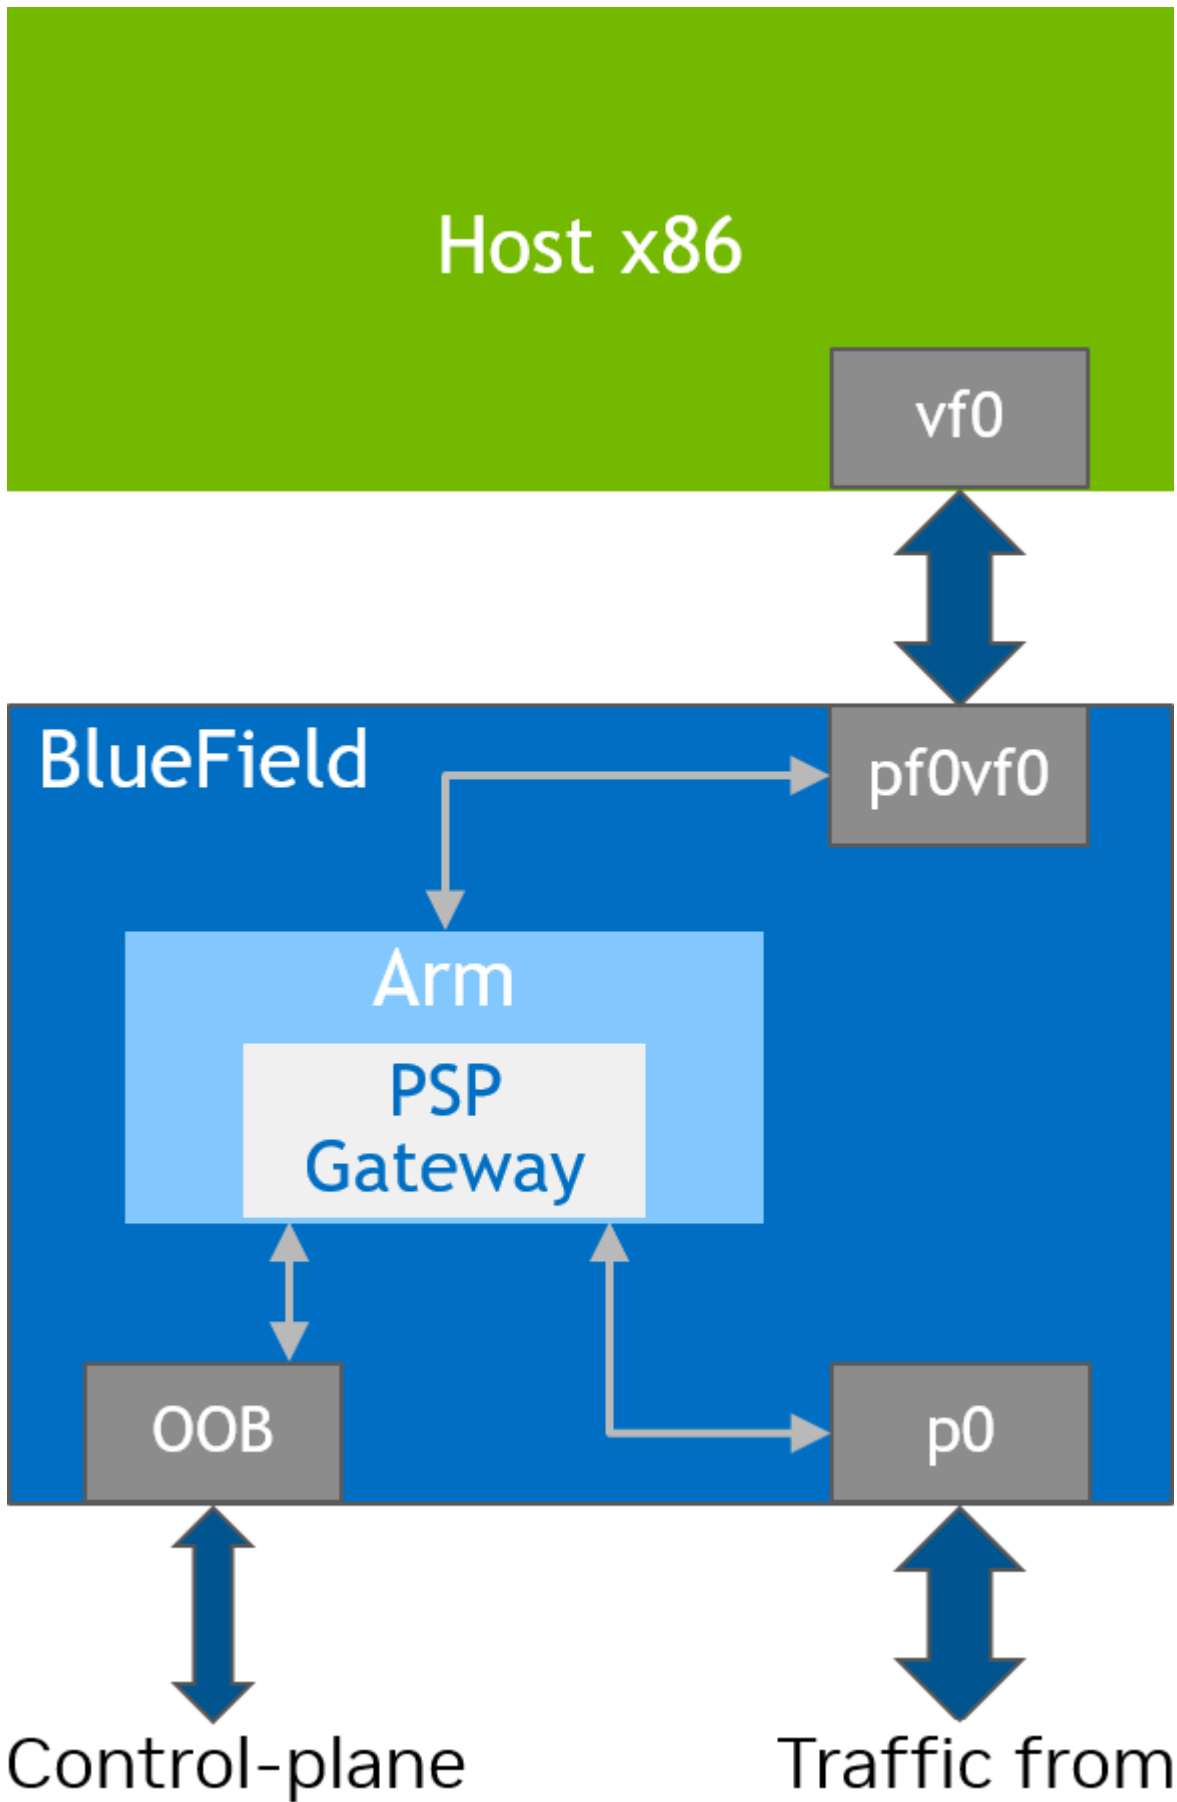 Host x86
vf0
BlueField
pf0vf0
Arm
PSP
Gateway
OOB
p0
Control-plane
Traffic from